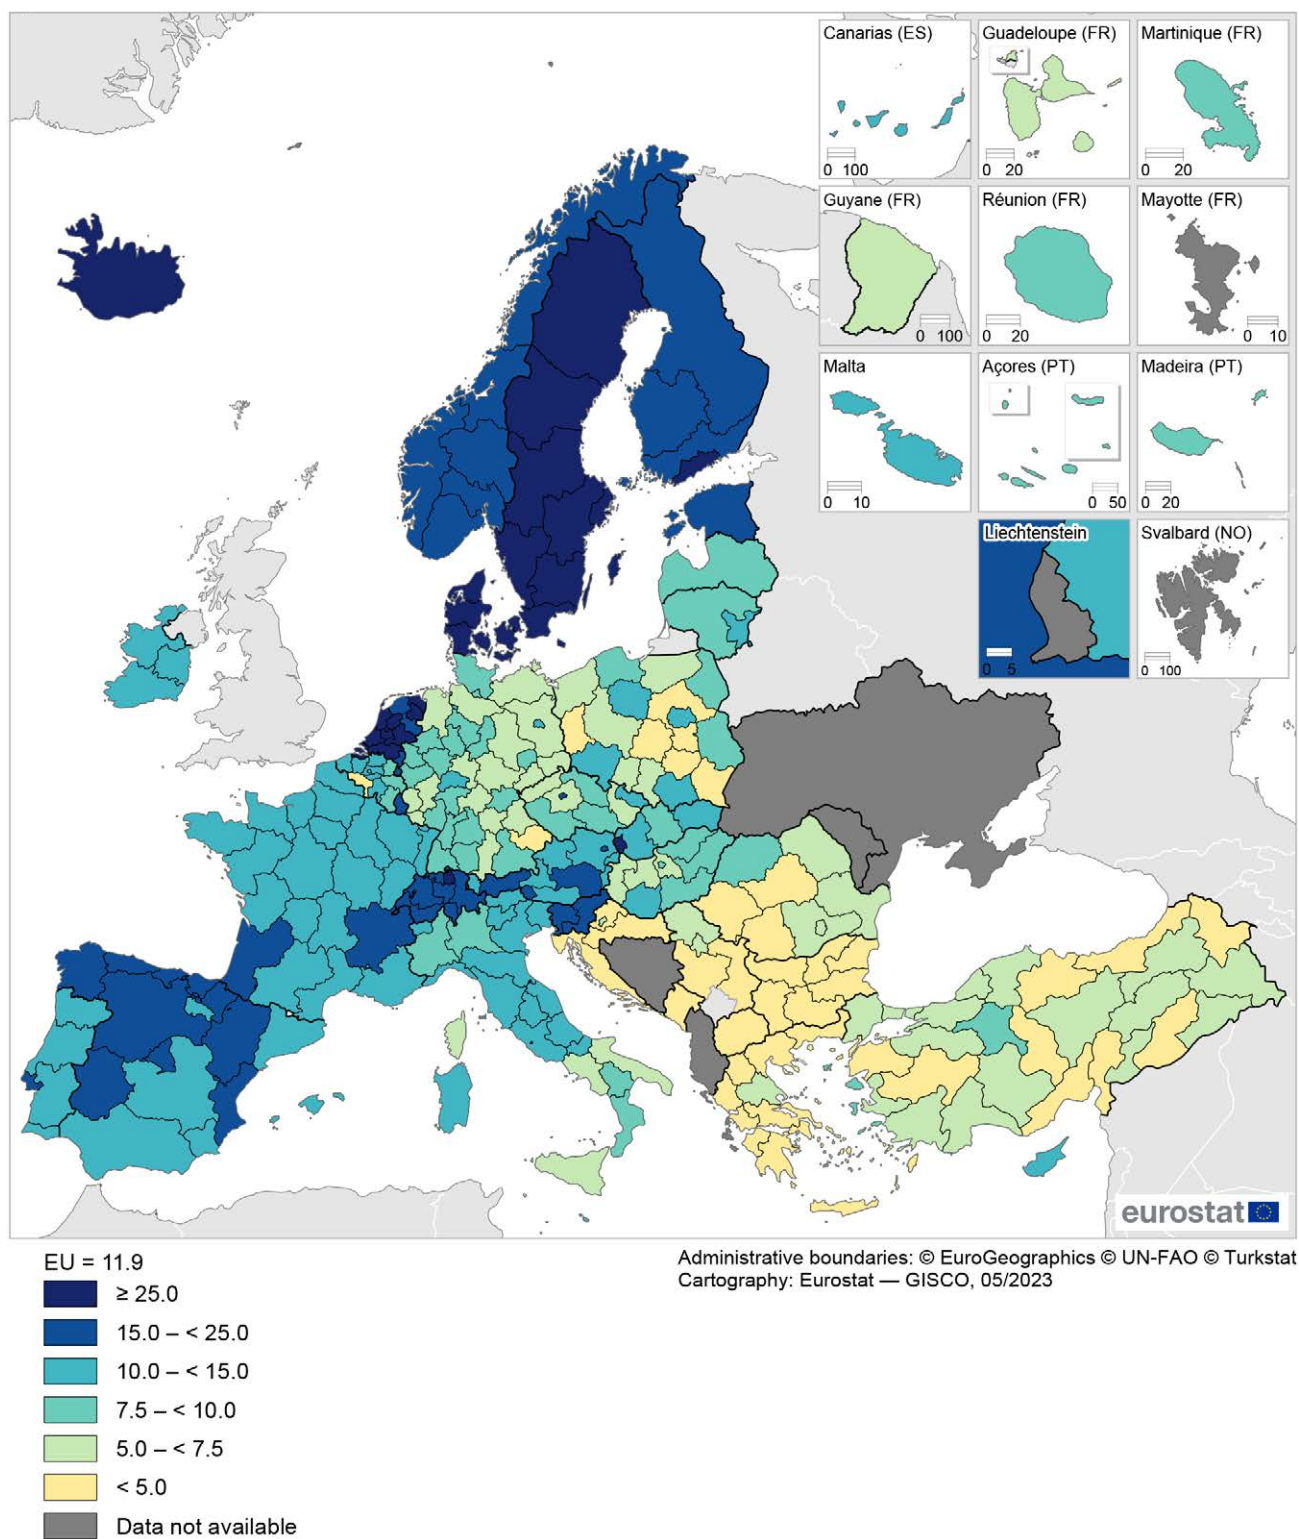 Canarias (ES)
0 100
Guadeloupe (FR)
0 20
Martinique (FR)
0 20
Guyane (FR)
0 100
Réunion (FR)
0 20
Mayotte (FR)
0 10
Malta
0 10
Açores (PT)
0 50
Madeira (PT)
0 20
Liechtenstein
0 5
Svalbard (NO)
0 100
eurostat
EU = 11.9
≥ 25.0
15.0 – < 25.0
10.0 – < 15.0
7.5 – < 10.0
5.0 – < 7.5
< 5.0
Data not available
Administrative boundaries: © EuroGeographics © UN-FAO © Turkstat
Cartography: Eurostat — GISCO, 05/2023